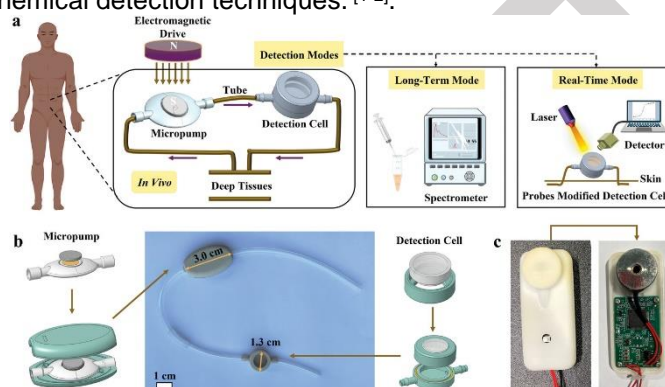 chemical detection techniques.
a
Electromagnetic
Drive
N
Detection Modes
Tube
Micropump
Detection Cell
In Vivo
Deep Tissues
Long-Term Mode
Spectrometer
Real-Time Mode
Laser
Detector
Skin
Probes Modified Detection Cell
b
Micropump
3.0 cm
1.3 cm
1 cm
Detection Cell
c